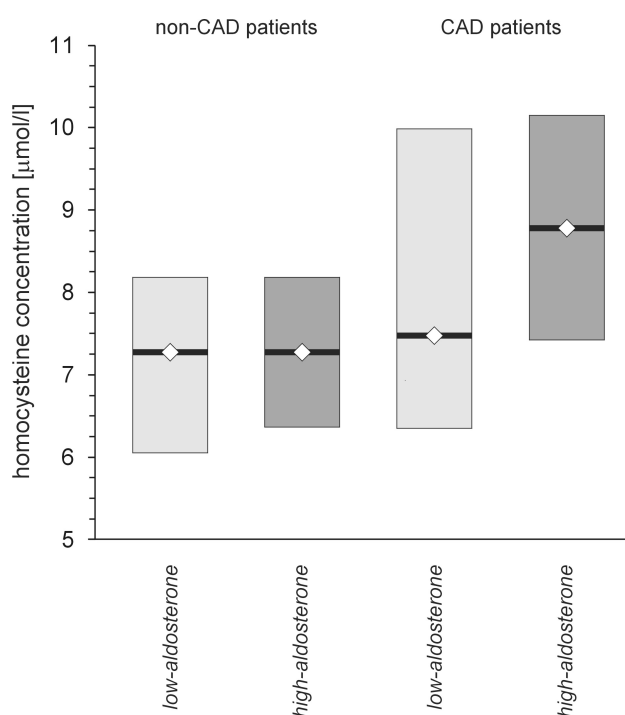 non-CAD patients
CAD patients
homocysteine concentration [µmol/l]
11
10
9
8
7
6
5
low-aldosterone
high-aldosterone
low-aldosterone
high-aldosterone